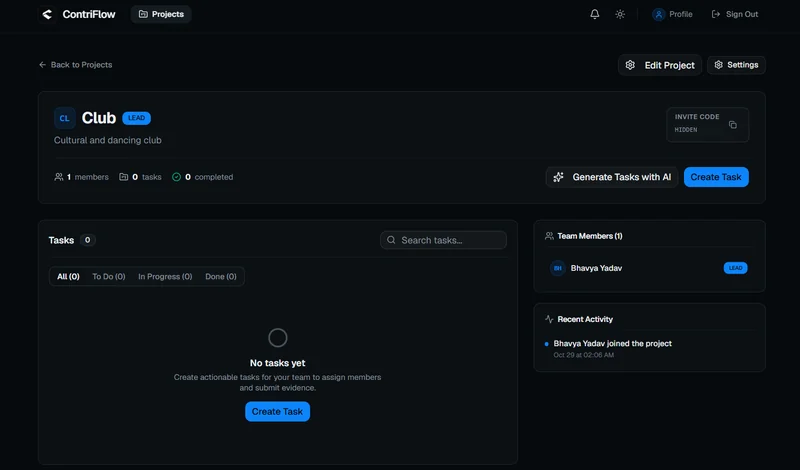 ContriFlow
Projects
Profile
Sign Out
Back to Projects
Edit Project
Settings
CL
Club
LEAD
Cultural and dancing club
INVITE CODE
HIDDEN
1 members
0 tasks
0 completed
Generate Tasks with AI
Create Task
Tasks 0
Search tasks...
All (0)
To Do (0)
In Progress (0)
Done (0)
No tasks yet
Create actionable tasks for your team to assign members
and submit evidence.
Create Task
Team Members (1)
BH
Bhavya Yadav
LEAD
Recent Activity
Bhavya Yadav joined the project
Oct 29 at 02:06 AM